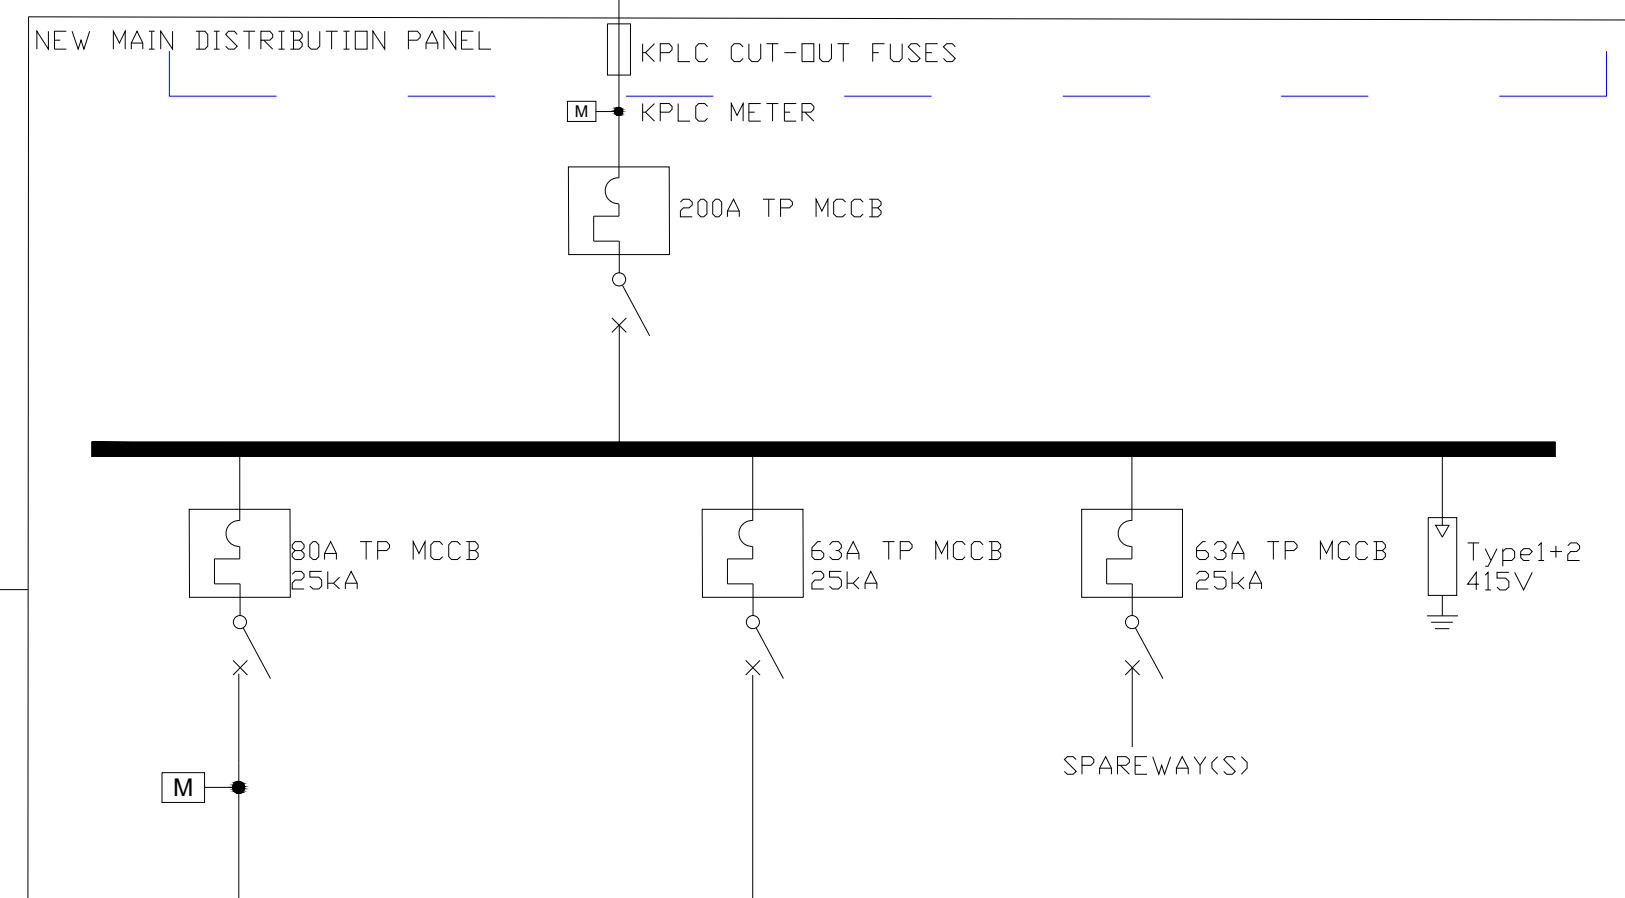 NEW MAIN DISTRIBUTION PANEL
KPLC CUT-OUT FUSES
M
KPLC METER
200A TP MCCB
80A TP MCCB
25kA
63A TP MCCB
25kA
63A TP MCCB
25kA
Type1+2
415V
SPAREWAY(S)
M